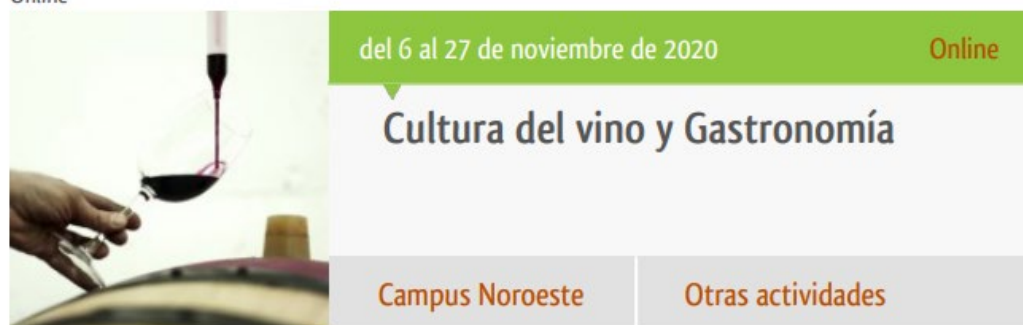 Online
del 6 al 27 de noviembre de 2020 Online
Cultura del vino y Gastronomía
Campus Noroeste Otras actividades